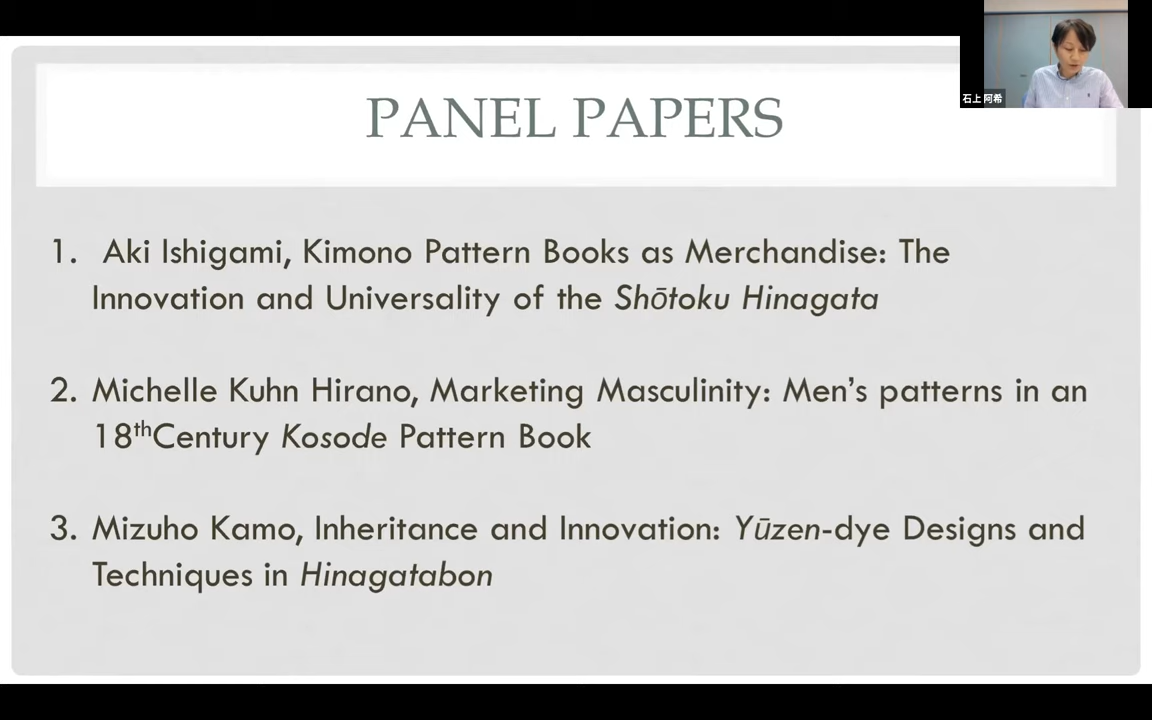 PANEL PAPERS
石上 阿希
1. Aki Ishigami, Kimono Pattern Books as Merchandise: The
Innovation and Universality of the Shōtoku Hinagata
2. Michelle Kuhn Hirano, Marketing Masculinity: Men’s patterns in an
18thCentury Kosode Pattern Book
3. Mizuho Kamo, Inheritance and Innovation: Yūzen-dye Designs and
Techniques in Hinagatabon